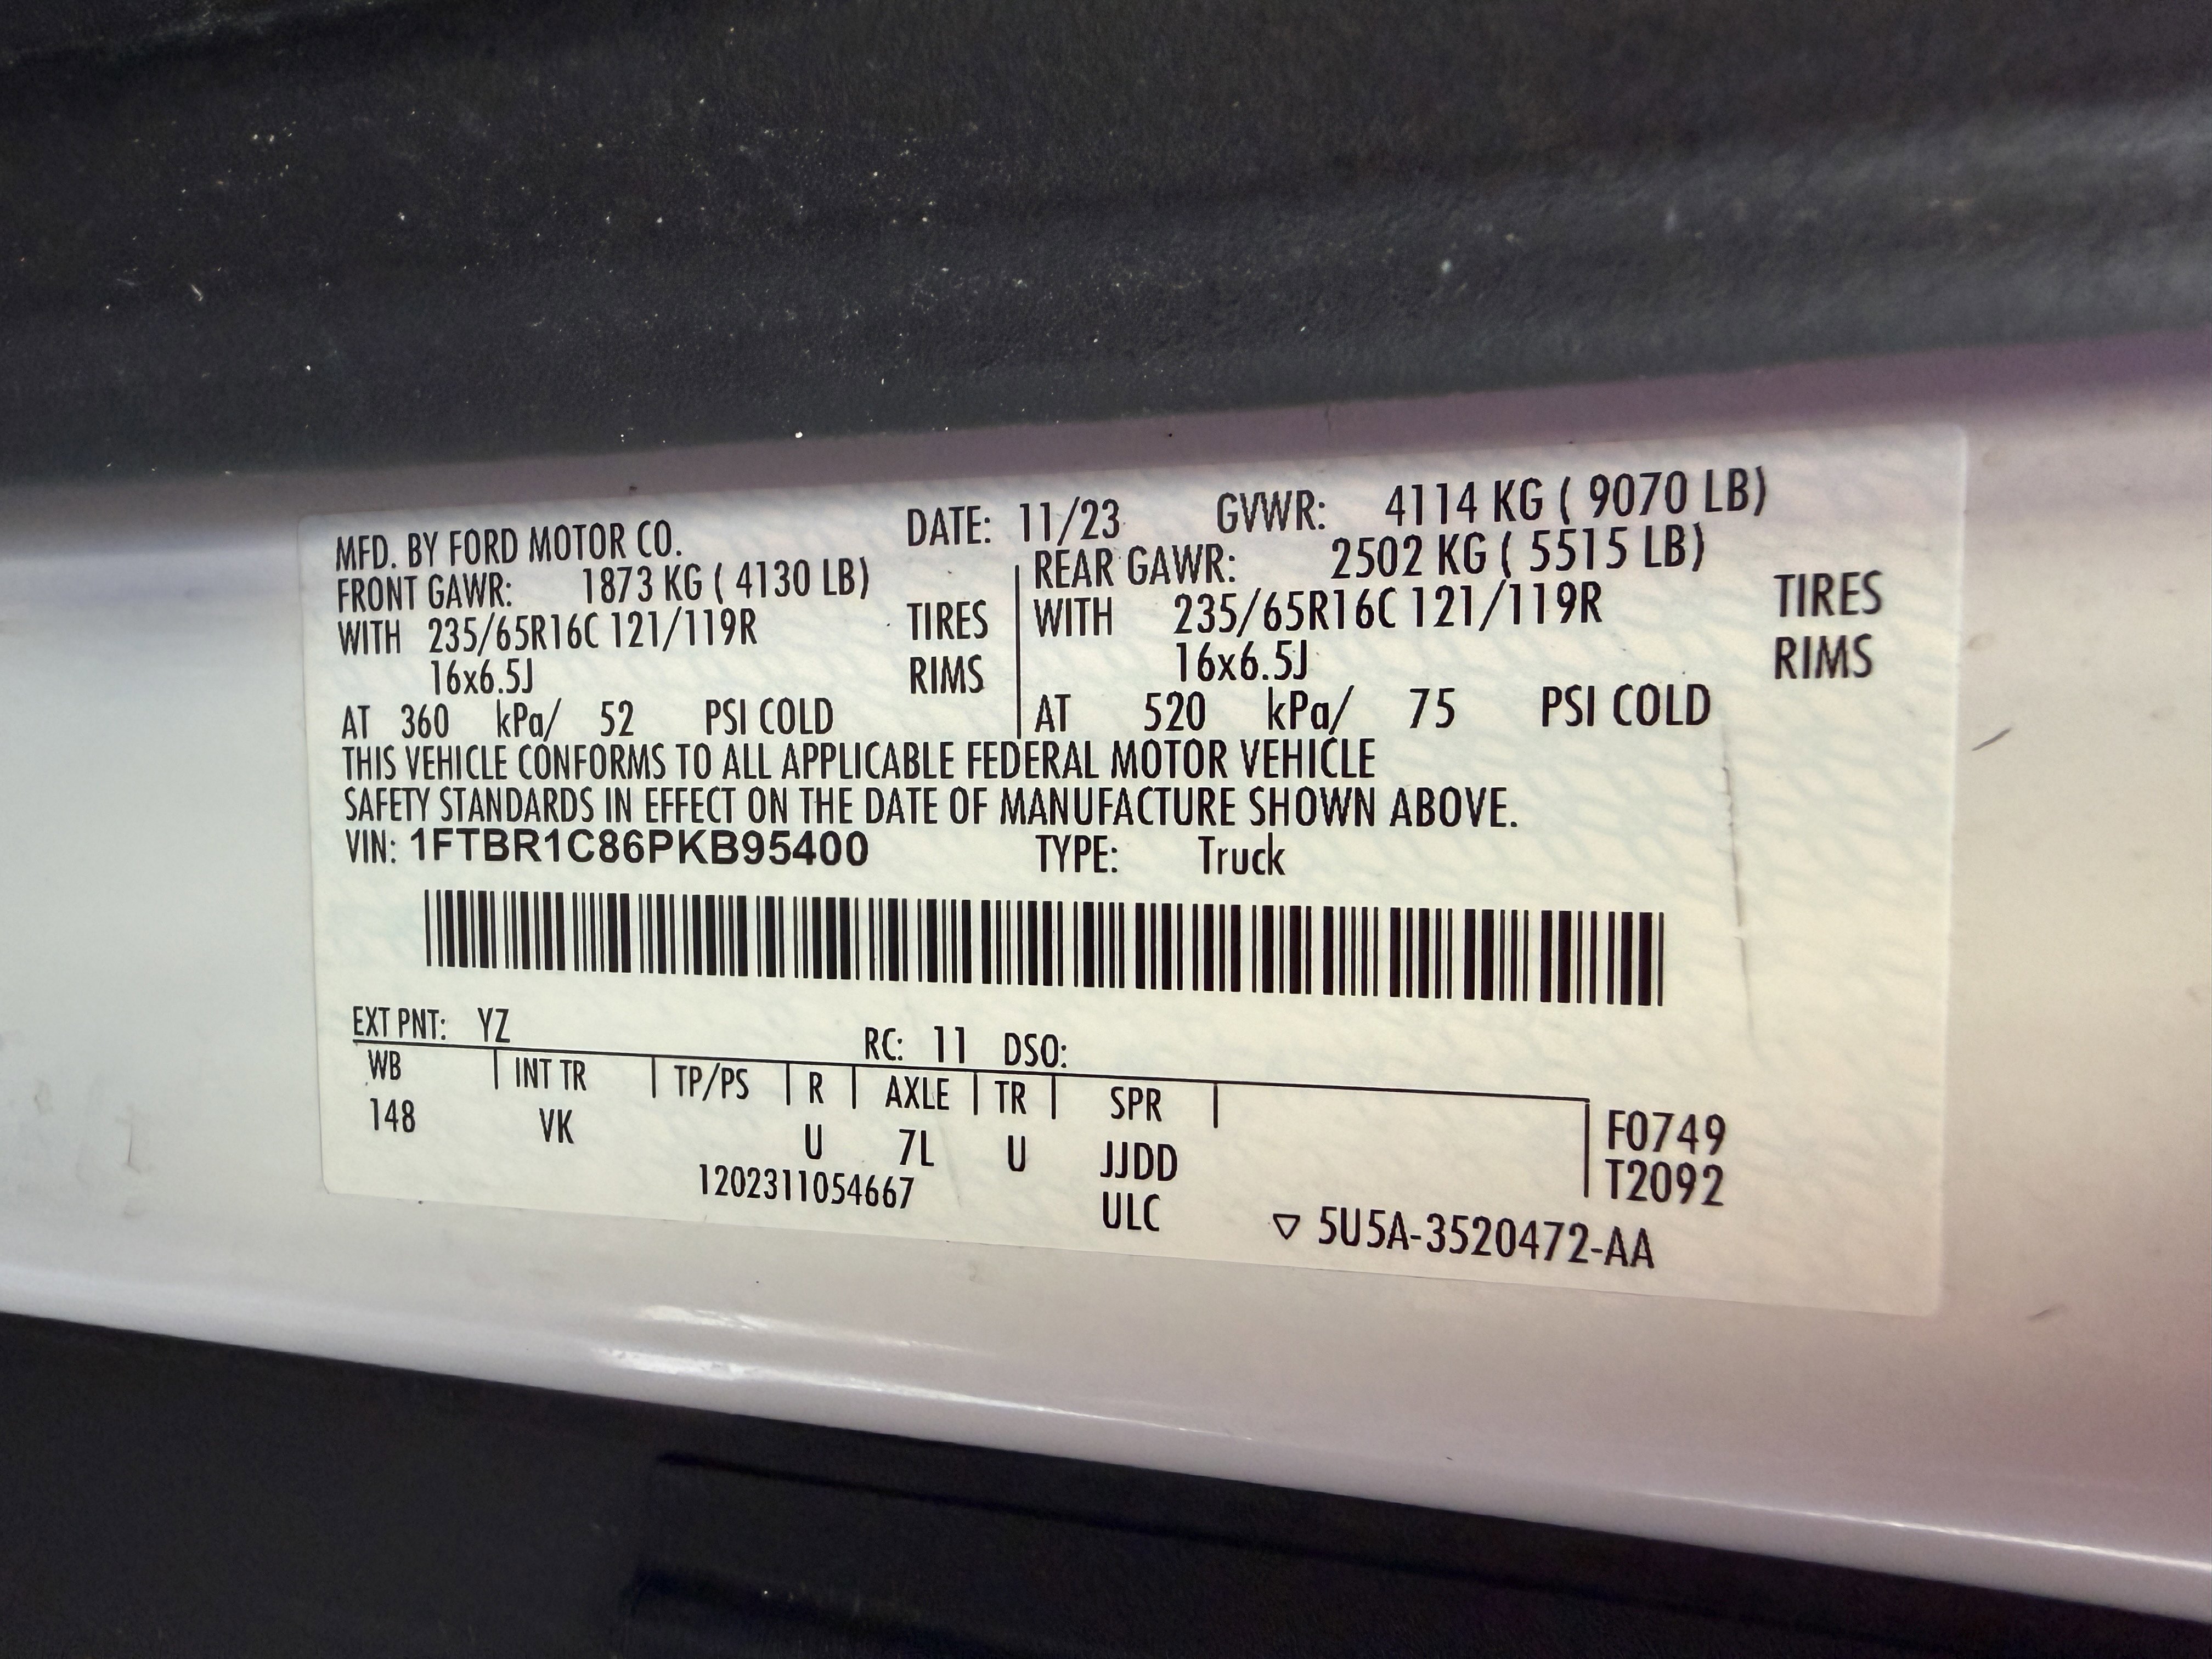 MFD. BY FORD MOTOR CO. DATE: 11/23 GVWR: 4114 KG ( 9070 LB)
FRONT GAWR: 1873 KG ( 4130 LB) REAR GAWR: 2502 KG ( 5515 LB)
WITH 235/65R16C 121/119R TIRES WITH 235/65R16C 121/119R TIRES
16x6.5J RIMS 16x6.5J RIMS
AT 360 kPa/ 52 PSI COLD AT 520 kPa/ 75 PSI COLD
THIS VEHICLE CONFORMS TO ALL APPLICABLE FEDERAL MOTOR VEHICLE
SAFETY STANDARDS IN EFFECT ON THE DATE OF MANUFACTURE SHOWN ABOVE.
VIN: 1FTBR1C86PKB95400 TYPE: Truck
EXT PNT: YZ RC: 11 DSO:
WB INT TR TP/PS R AXLE TR SPR
148 VK U 7L U JJDD F0749
1202311054667 ULC T2092
▽ 5U5A-3520472-AA